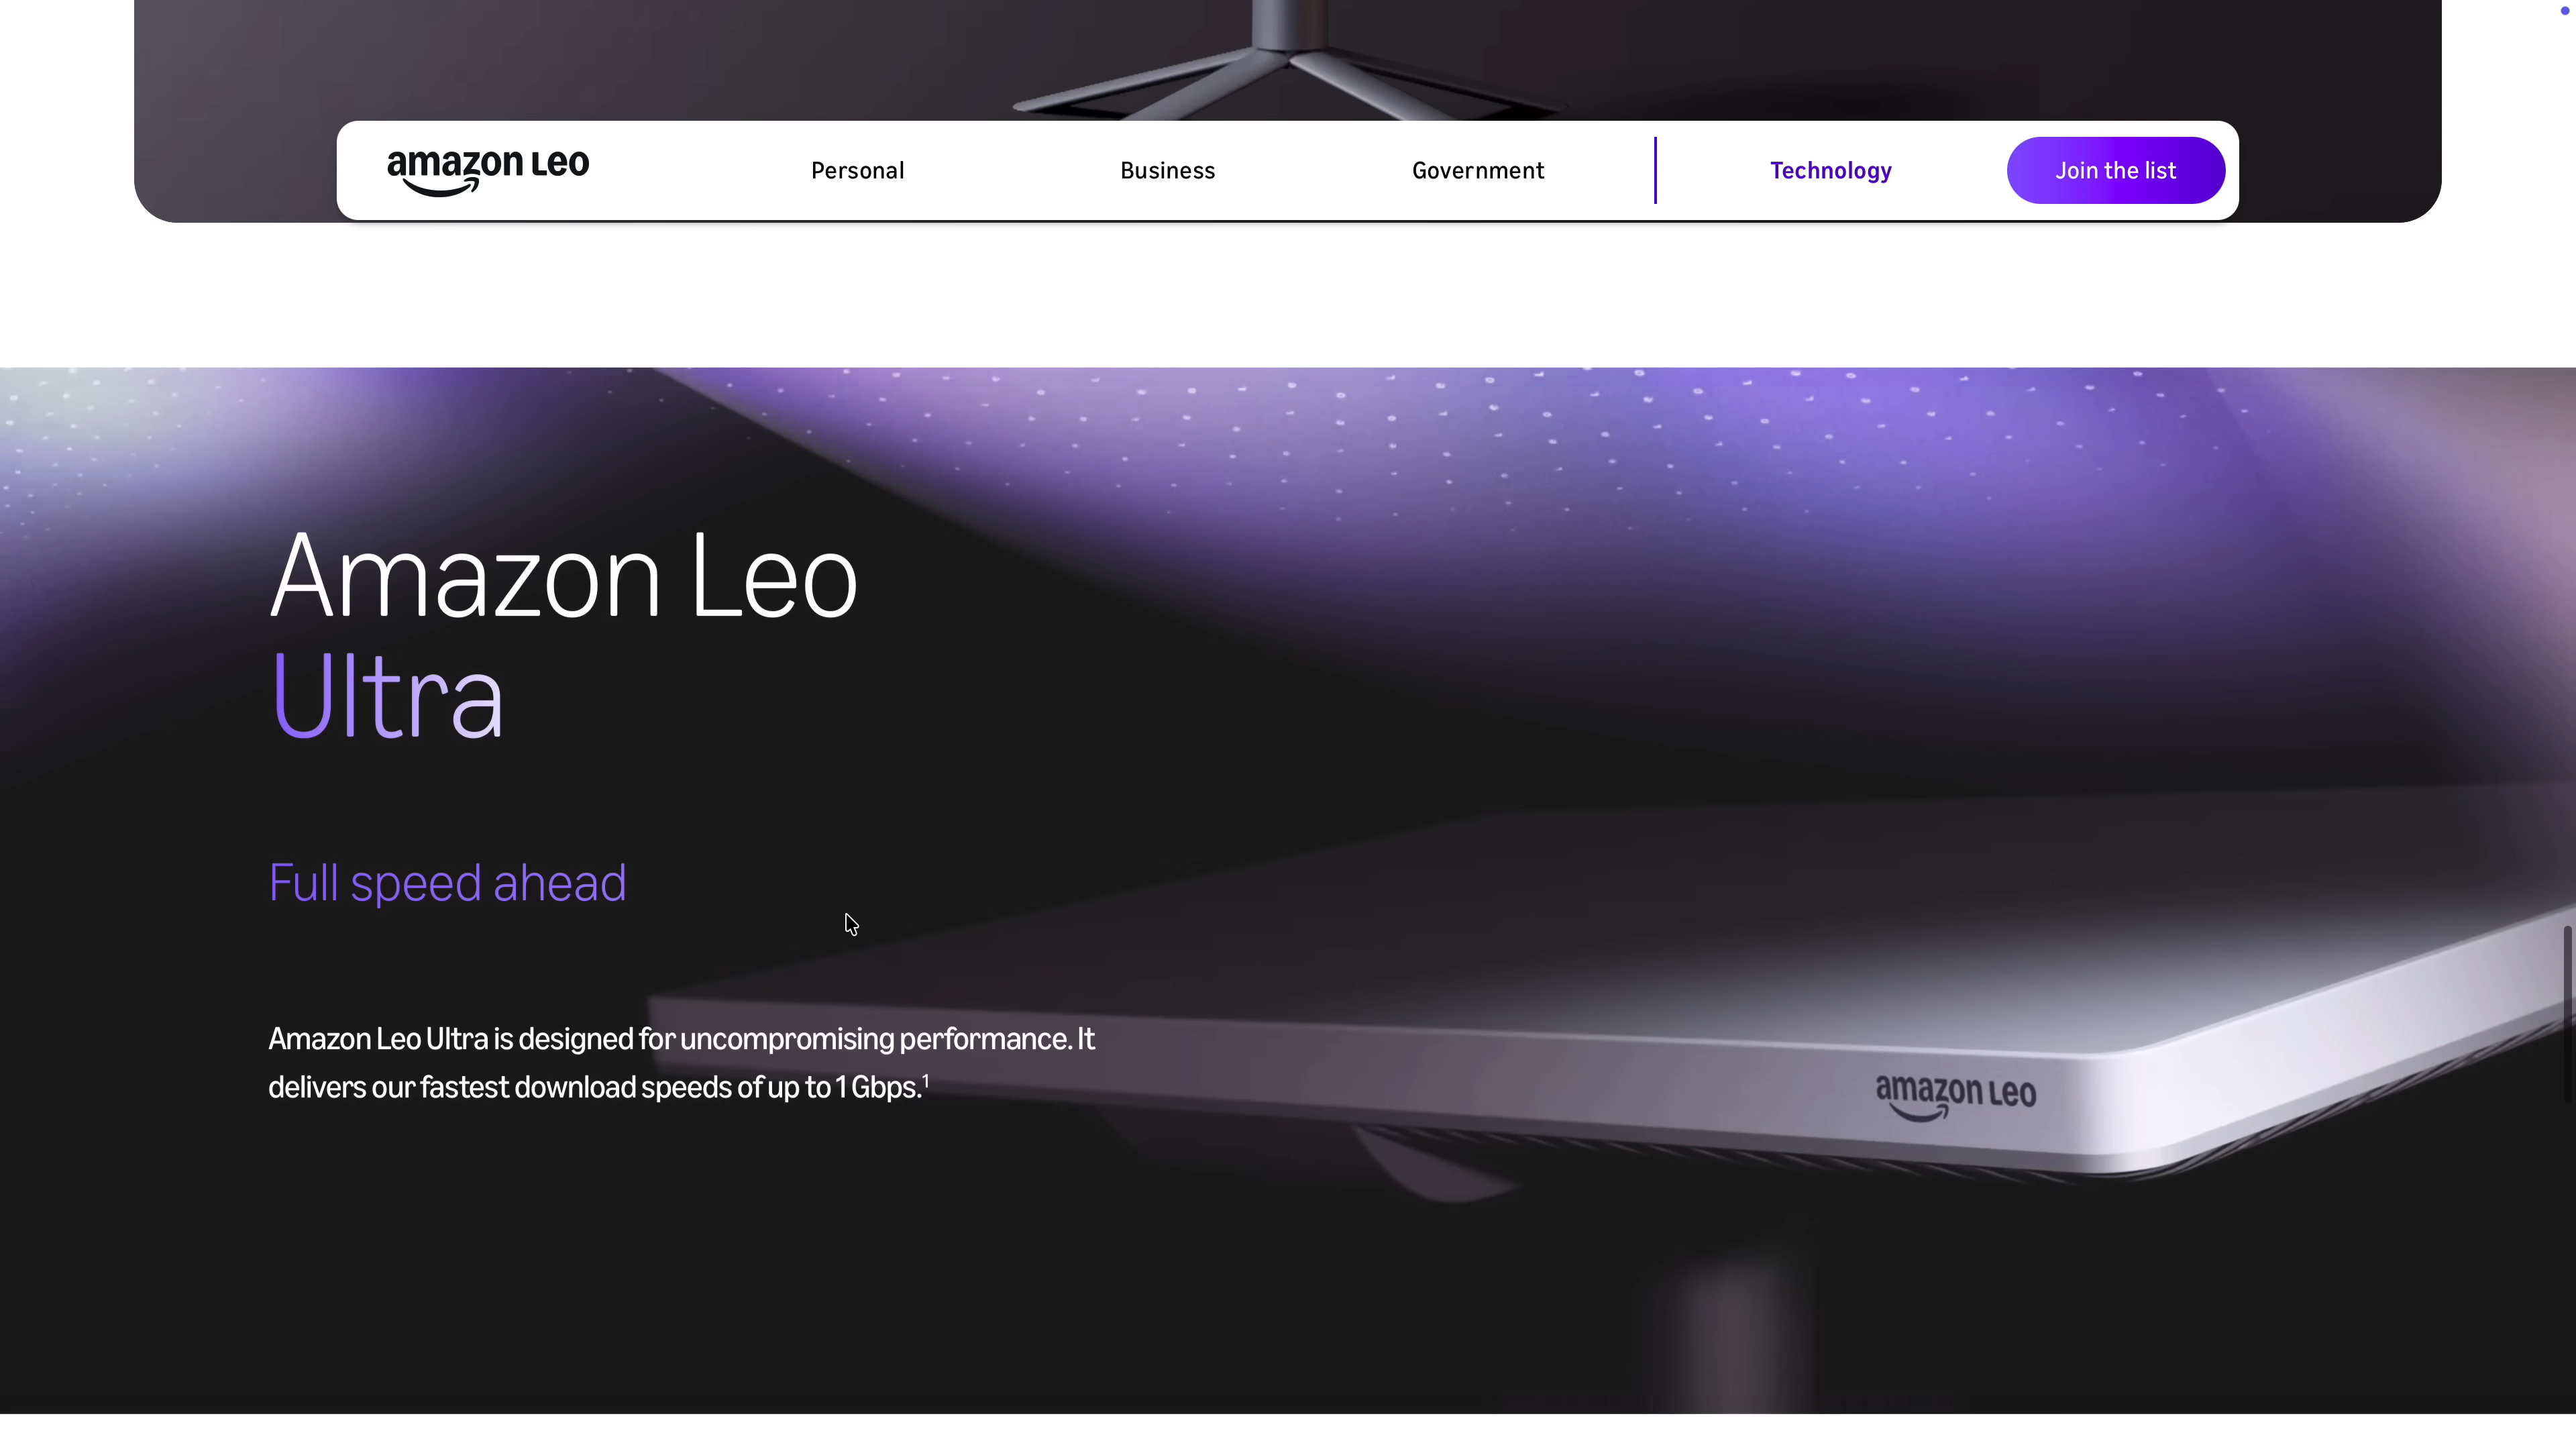 amazon Leo
Personal
Business
Government
Technology
Join the list
Amazon Leo
Ultra
Full speed ahead
Amazon Leo Ultra is designed for uncompromising performance. It
delivers our fastest download speeds of up to 1 Gbps.¹
amazon Leo